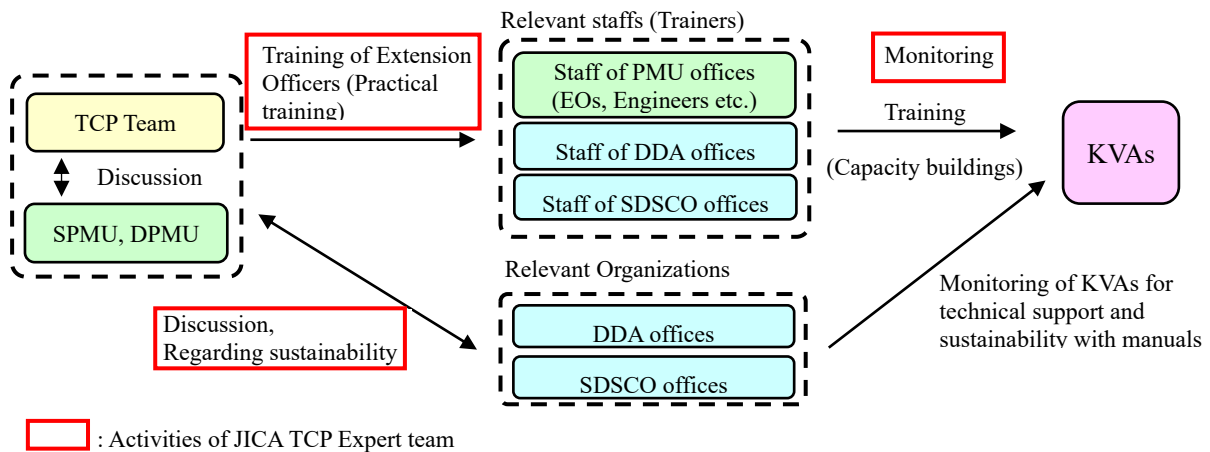 Relevant staffs (Trainers)
Training of Extension
Officers (Practical
training)
Staff of PMU offices
(EOs, Engineers etc.)
Monitoring
TCP Team
Training
Staff of DDA offices
KVAs
Discussion
(Capacity buildings)
Staff of SDSCO offices
SPMU, DPMU
Relevant Organizations
Monitoring of KVAs for
technical support and
sustainability with manuals
Discussion,
Regarding sustainability
DDA offices
SDSCO offices
: Activities of JICA TCP Expert team